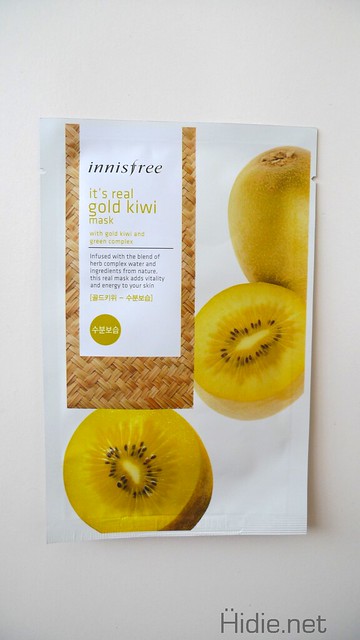 innisfree
it's real
gold kiwi
mask
with gold kiwi and
green complex
Infused with the blend of
herb complex water and
ingredients from nature,
this real mask adds vitality
and energy to your skin
[골드키위 - 수분보습]
수분보습
Hidie.net